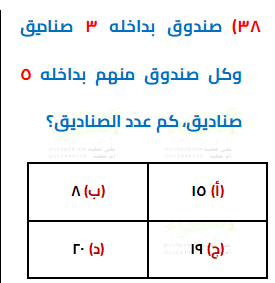 ٣٨) صندوق بداخله ٣ صناديق
وكل صندوق منهم بداخله ٥
صناديق، كم عدد الصناديق؟
(أ) ١٥ (ب) ٨
(ج) ١٩ (د) ٢٠